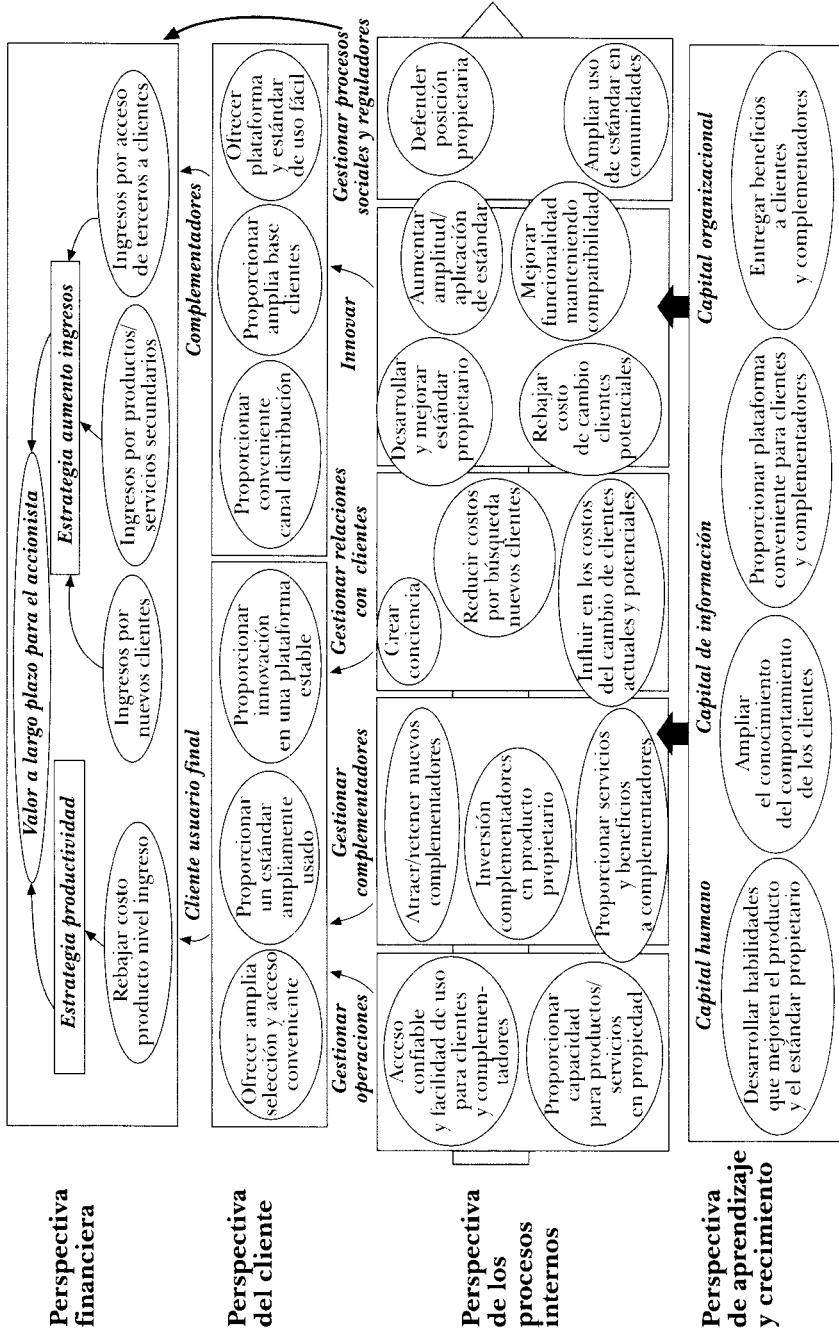 Perspectiva
financiera
Valor a largo plazo para el accionista
Estrategia productividad
Estrategia aumento ingresos
Rebajar costo
producto nivel ingreso
Ingresos por
nuevos clientes
Ingresos por productos/
servicios secundarios
Ingresos por acceso
de terceros a clientes
Perspectiva
del cliente
Cliente usuario final
Complementadores
Ofrecer amplia
selección y acceso
conveniente
Proporcionar
un estándar
ampliamente
usado
Proporcionar
innovación
en una plataforma
estable
Proporcionar
conveniente
canal distribución
Proporcionar
amplia base
clientes
Ofrecer
plataforma
y estándar
de uso fácil
Perspectiva
de los
procesos
internos
Gestionar
operaciones
Gestionar
complementadores
Gestionar relaciones
con clientes
Innovar
Gestionar procesos
sociales y reguladores
Acceso
confiable
y facilidad de uso
para clientes
y complemen-
tadores
Proporcionar
capacidad
para productos/
servicios
en propiedad
Atraer/retener nuevos
complementadores
Inversión
complementadores
en producto
propietario
Proporcionar servicios
y beneficios
a complementadores
Crear
conciencia
Reducir costos
por búsqueda
nuevos clientes
Influir en los costos
del cambio de clientes
actuales y potenciales
Desarrollar
y mejorar
estándar
propietario
Rebajar
costo
de cambio
clientes
potenciales
Aumentar
amplitud/
aplicación
de estándar
Mejorar
funcionalidad
manteniendo
compatibilidad
Defender
posición
propietaria
Ampliar uso
de estándar en
comunidades
Perspectiva
de aprendizaje
y crecimiento
Capital humano
Capital de información
Capital organizacional
Desarrollar habilidades
que mejoren el producto
y el estándar propietario
Ampliar
el conocimiento
del comportamiento
de los clientes
Proporcionar plataforma
conveniente para clientes
y complementadores
Entregar beneficios
a clientes
y complementadores